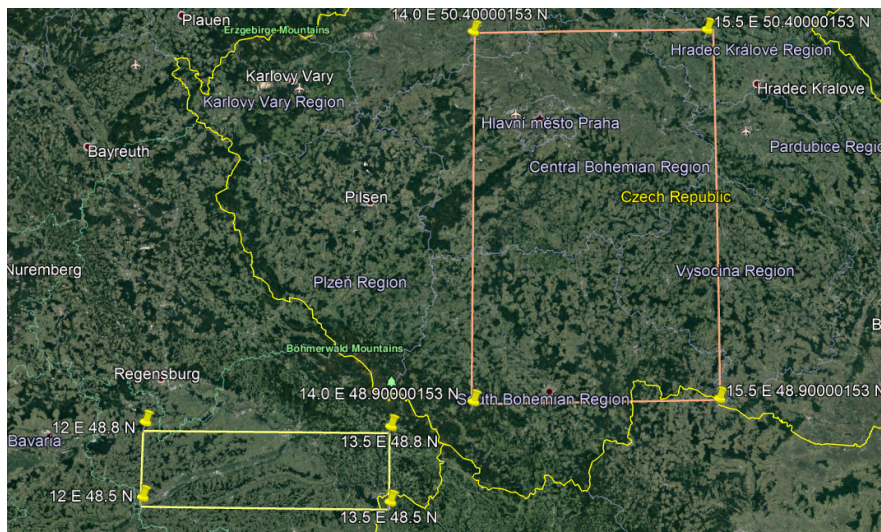 14.0 E 50.40000153 N
15.5 E 50.40000153 N
Plauen
Erzgebirge-Mountains
Hradec Králové Region
Karlovy Vary
Karlovy Vary Region
Hradec Kralove
Hlavní město Praha
Bayreuth
Pardubice Regio
Central Bohemian Region
Pilsen
Czech Republic
Nuremberg
Plzeň Region
Vysocina Region
B
Böhmerwald Mountains
Regensburg
14.0 E 48.90000153 N
15.5 E 48.90000153 N
South Bohemian Region
12 E 48.8 N
13.5 E 48.8 N
Bavaria
12 E 48.5 N
13.5 E 48.5 N